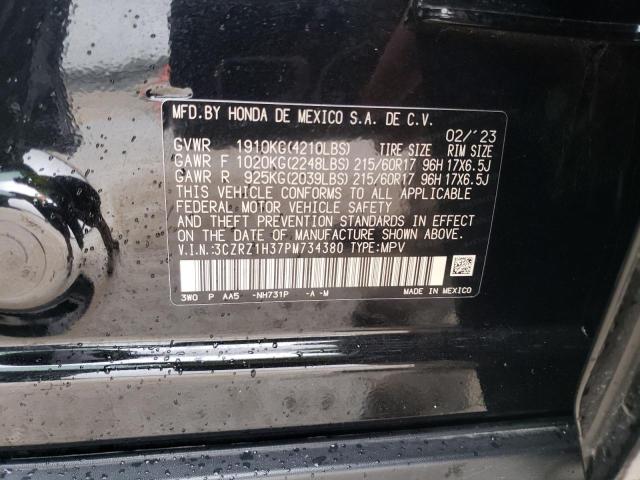 MFD.BY HONDA DE MEXICO S.A. DE C.V.
02/'23
GVWR 1910KG(4210LBS) TIRE SIZE RIM SIZE
GAWR F 1020KG(2248LBS) 215/60R17 96H 17X6.5J
GAWR R 925KG(2039LBS) 215/60R17 96H 17X6.5J
THIS VEHICLE CONFORMS TO ALL APPLICABLE
FEDERAL MOTOR VEHICLE SAFETY
AND THEFT PREVENTION STANDARDS IN EFFECT
ON THE DATE OF MANUFACTURE SHOWN ABOVE.
V.I.N.:3CZRZ1H37PW734380 TYPE:MPV
3W0 P AA5 -NH731P -A-M MADE IN MEXICO